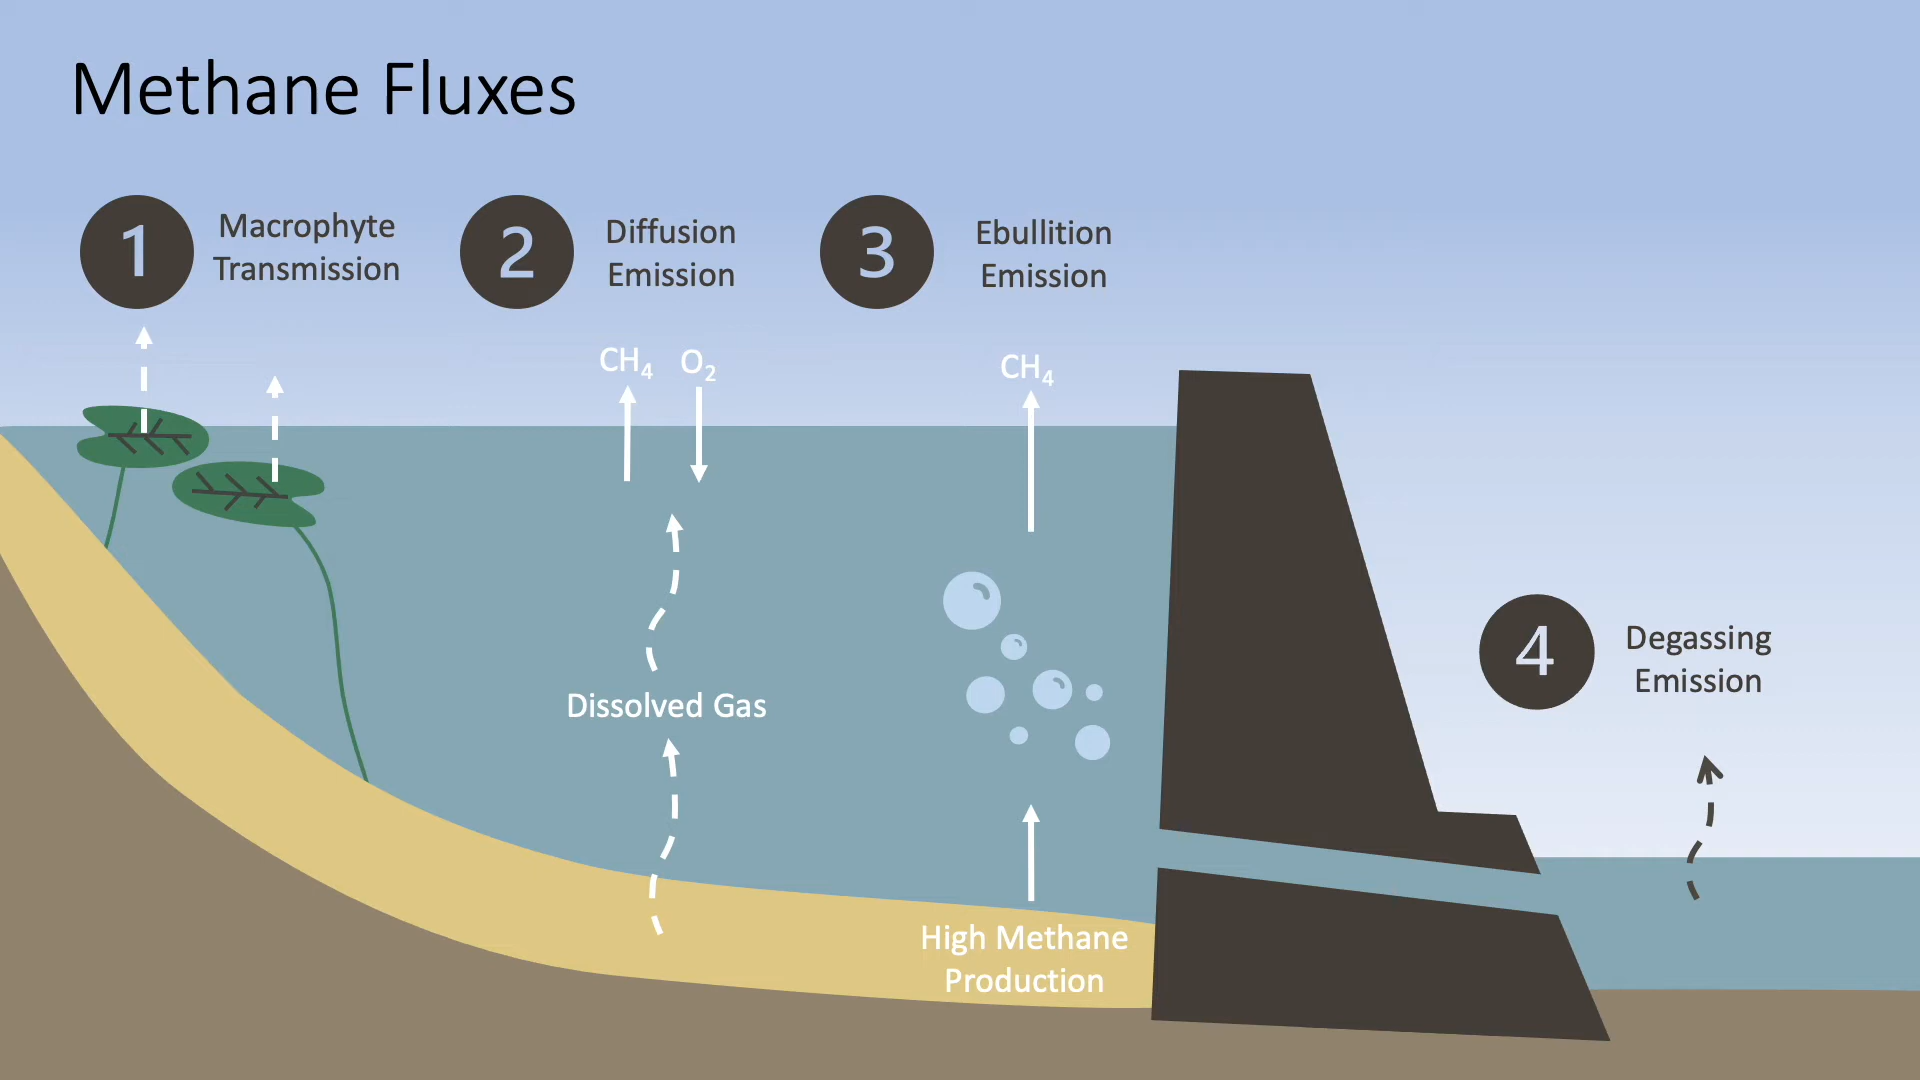 Methane Fluxes
1
Macrophyte
Transmission
2
Diffusion
Emission
3
Ebullition
Emission
CH₄
O₂
CH₄
4
Degassing
Emission
Dissolved Gas
High Methane
Production